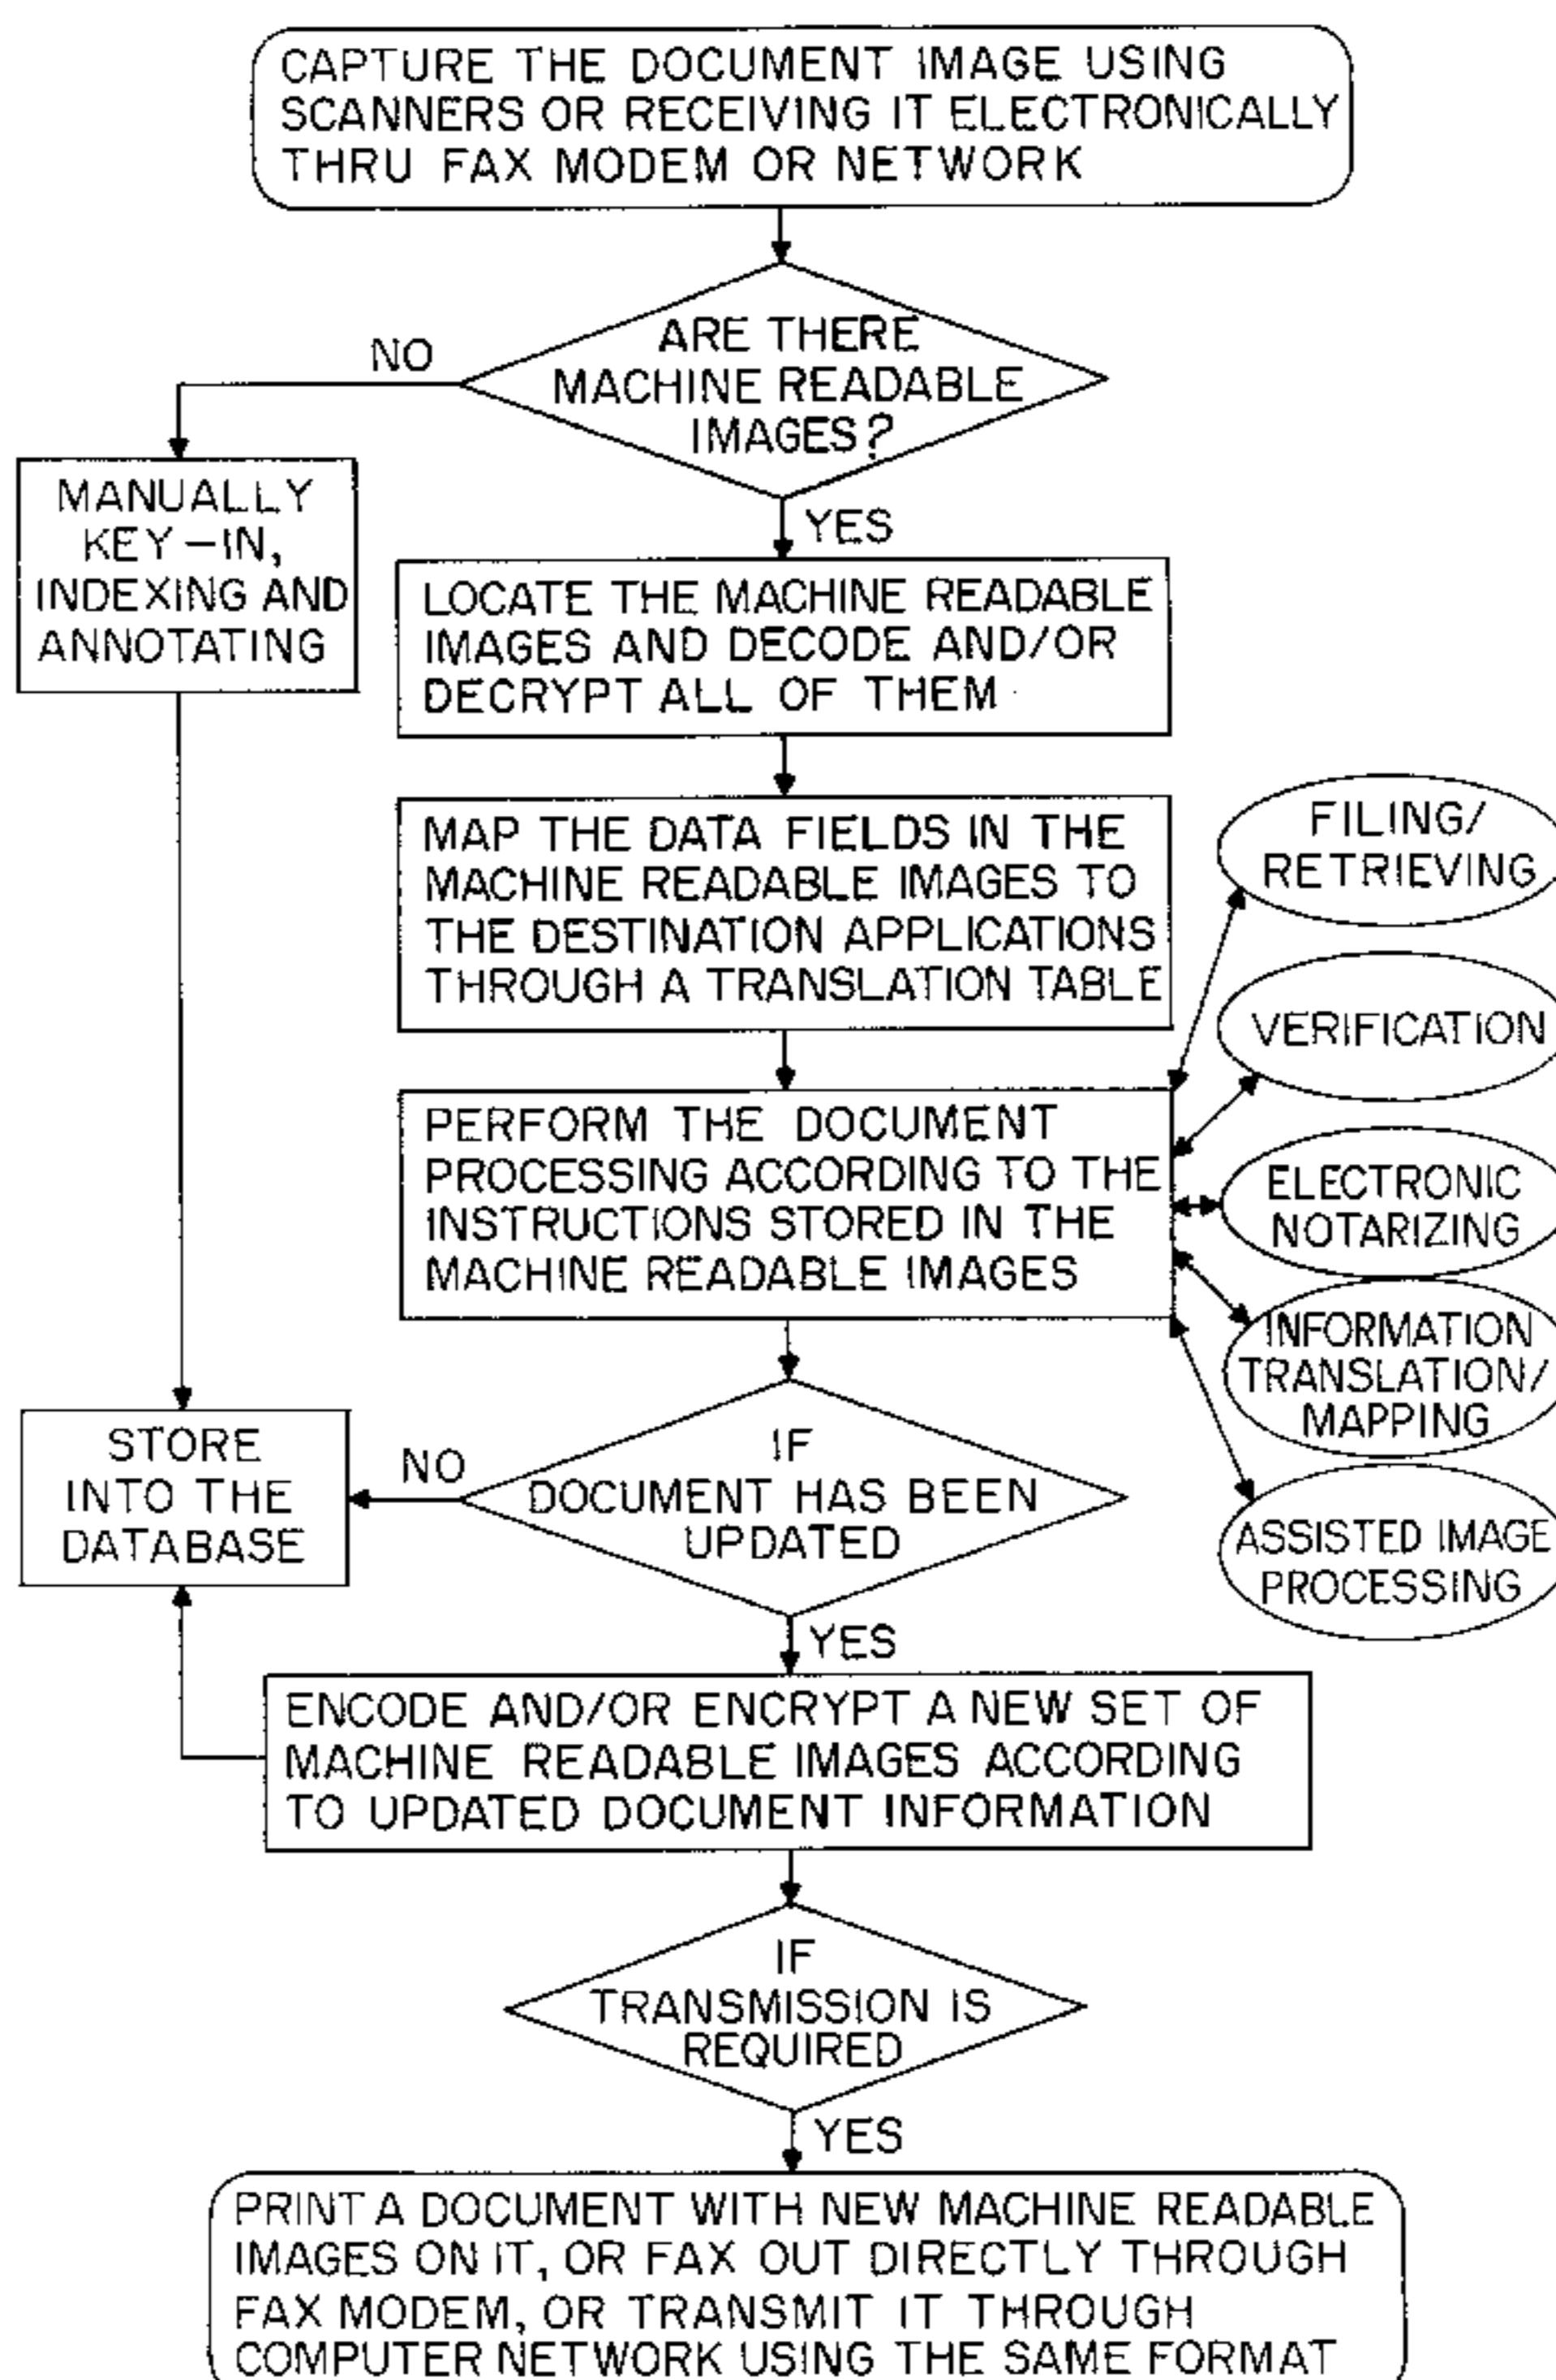 CAPTURE THE DOCUMENT IMAGE USING
SCANNERS OR RECEIVING IT ELECTRONICALLY
THRU FAX MODEM OR NETWORK
ARE THERE
MACHINE READABLE
IMAGES?
NO
YES
MANUALLY
KEY-IN,
INDEXING AND
ANNOTATING
LOCATE THE MACHINE READABLE
IMAGES AND DECODE AND/OR
DECRYPT ALL OF THEM
MAP THE DATA FIELDS IN THE
MACHINE READABLE IMAGES TO
THE DESTINATION APPLICATIONS
THROUGH A TRANSLATION TABLE
PERFORM THE DOCUMENT
PROCESSING ACCORDING TO THE
INSTRUCTIONS STORED IN THE
MACHINE READABLE IMAGES
FILING/
RETRIEVING
VERIFICATION
ELECTRONIC
NOTARIZING
INFORMATION
TRANSLATION/
MAPPING
ASSISTED IMAGE
PROCESSING
IF
DOCUMENT HAS BEEN
UPDATED
NO
YES
STORE
INTO THE
DATABASE
ENCODE AND/OR ENCRYPT A NEW SET OF
MACHINE READABLE IMAGES ACCORDING
TO UPDATED DOCUMENT INFORMATION
IF
TRANSMISSION IS
REQUIRED
YES
PRINT A DOCUMENT WITH NEW MACHINE READABLE
IMAGES ON IT, OR FAX OUT DIRECTLY THROUGH
FAX MODEM, OR TRANSMIT IT THROUGH
COMPUTER NETWORK USING THE SAME FORMAT